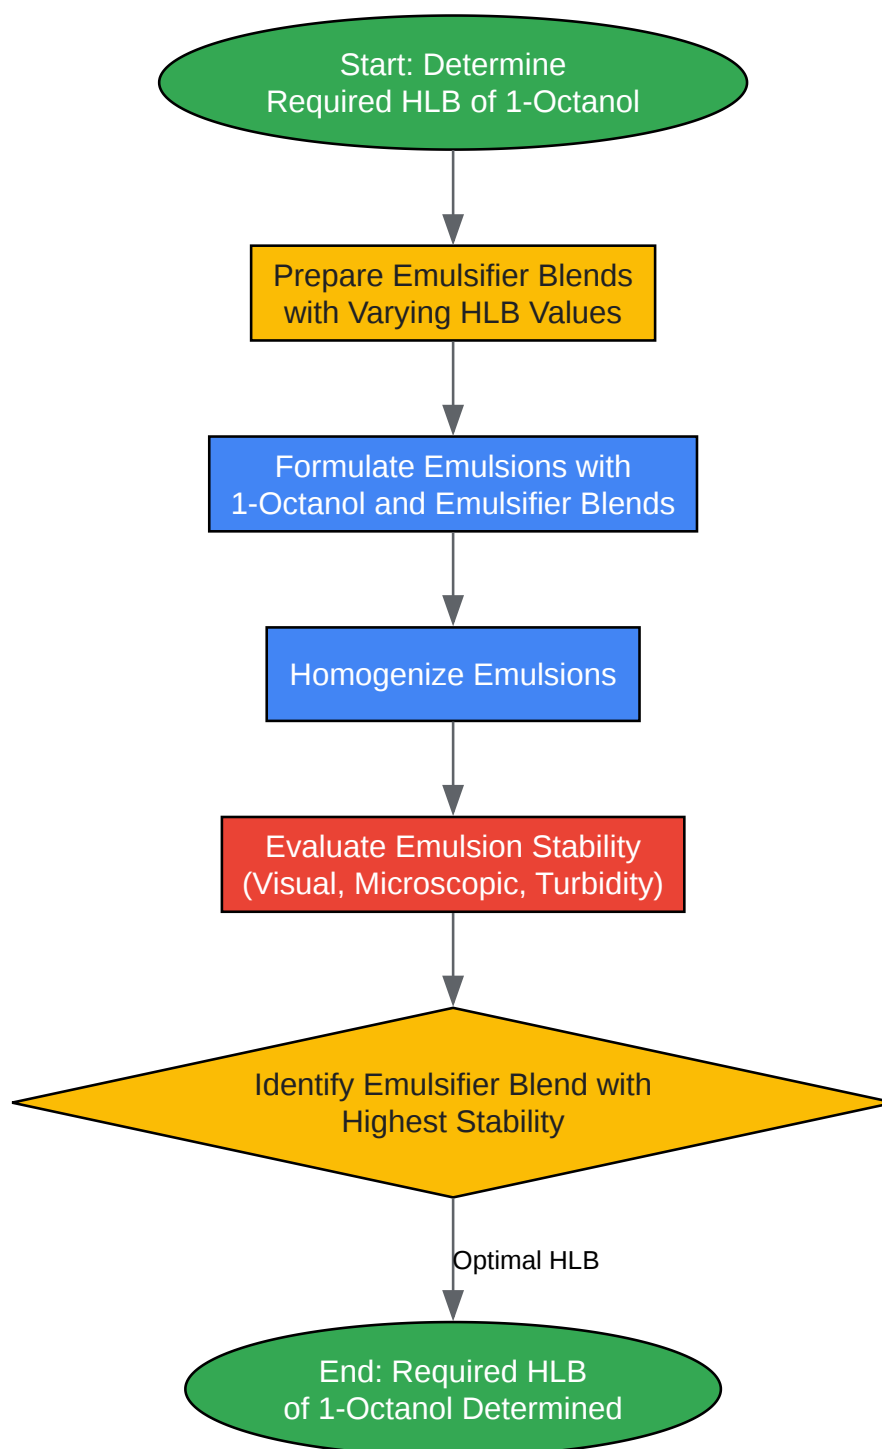 Start: Determine
Required HLB of 1-Octanol
Prepare Emulsifier Blends
with Varying HLB Values
Formulate Emulsions with
1-Octanol and Emulsifier Blends
Homogenize Emulsions
Evaluate Emulsion Stability
(Visual, Microscopic, Turbidity)
Identify Emulsifier Blend with
Highest Stability
Optimal HLB
End: Required HLB
of 1-Octanol Determined